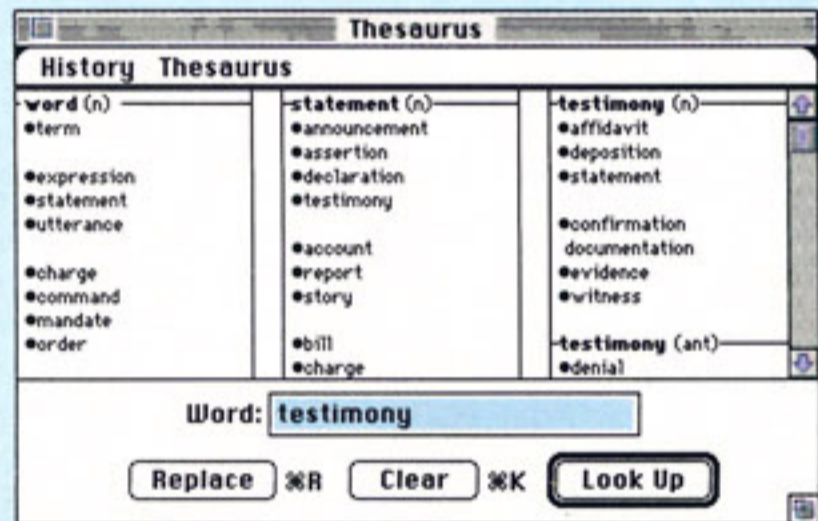 Thesaurus
History Thesaurus
word (n)
•term
•expression
•statement
•utterance
•charge
•command
•mandate
•order
statement (n)
•announcement
•assertion
•declaration
•testimony
•account
•report
•story
•bill
•charge
testimony (n)
•affidavit
•deposition
•statement
•confirmation
documentation
•evidence
•witness
testimony (ant)
•denial
Word: testimony
Replace ⌘R Clear ⌘K Look Up